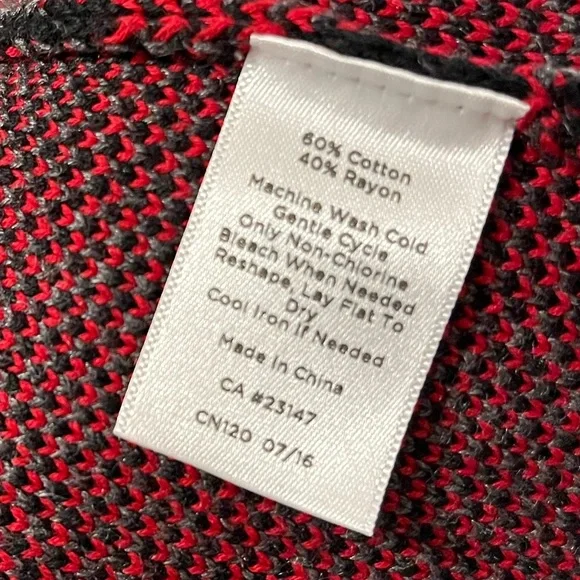 60% Cotton
40% Rayon
Machine Wash Cold
Gentle Cycle
Only Non-Chlorine
Bleach When Needed
Reshape, Lay Flat To
Dry
Cool Iron If Needed
Made In China
CA #23147
CN120 07/16